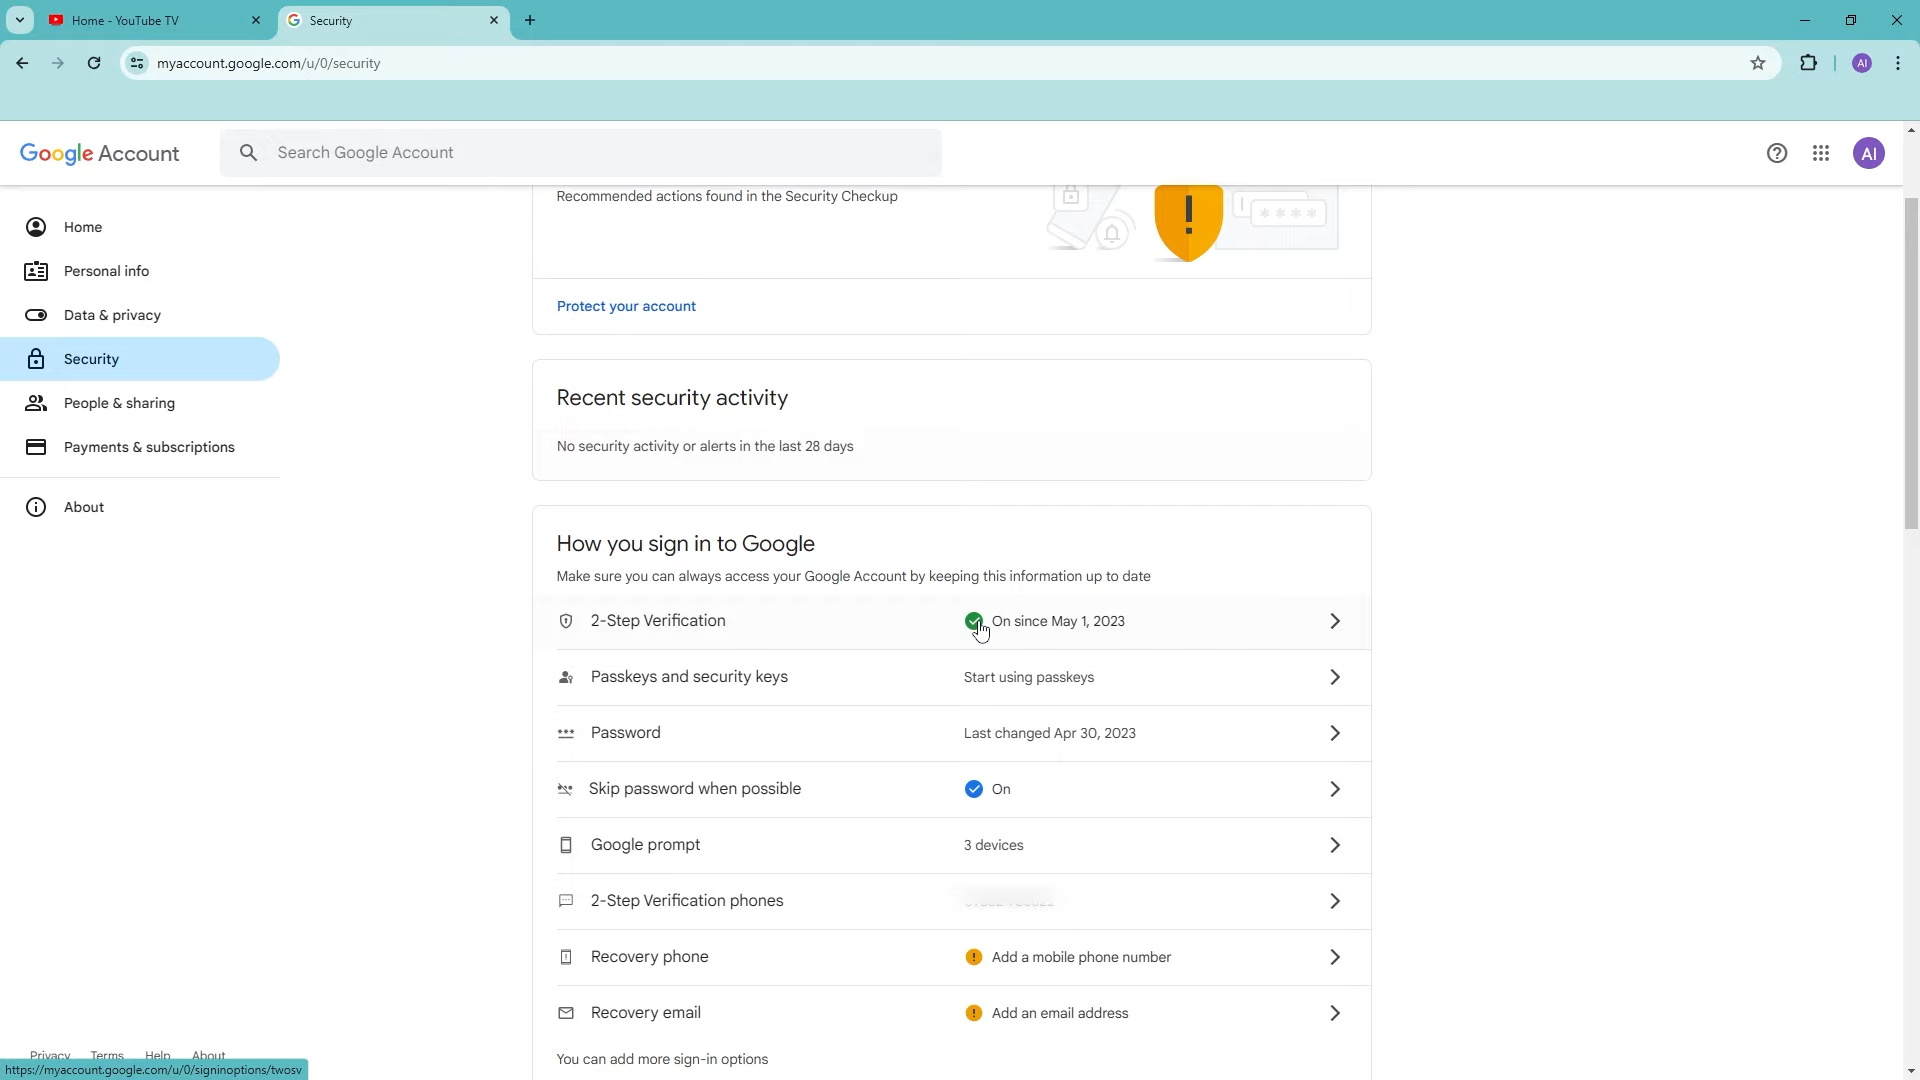 Home - YouTube TV
Security
myaccount.google.com/u/0/security
AI
Google Account
Search Google Account
AI
Recommended actions found in the Security Checkup
! ****
Protect your account
Home
Personal info
Data & privacy
Security
People & sharing
Payments & subscriptions
About
Recent security activity
No security activity or alerts in the last 28 days
How you sign in to Google
Make sure you can always access your Google Account by keeping this information up to date
2-Step Verification On since May 1, 2023
Passkeys and security keys Start using passkeys
Password Last changed Apr 30, 2023
Skip password when possible On
Google prompt 3 devices
2-Step Verification phones
Recovery phone Add a mobile phone number
Recovery email Add an email address
You can add more sign-in options
Privacy Terms Help About
https://myaccount.google.com/u/0/signinoptions/twosv